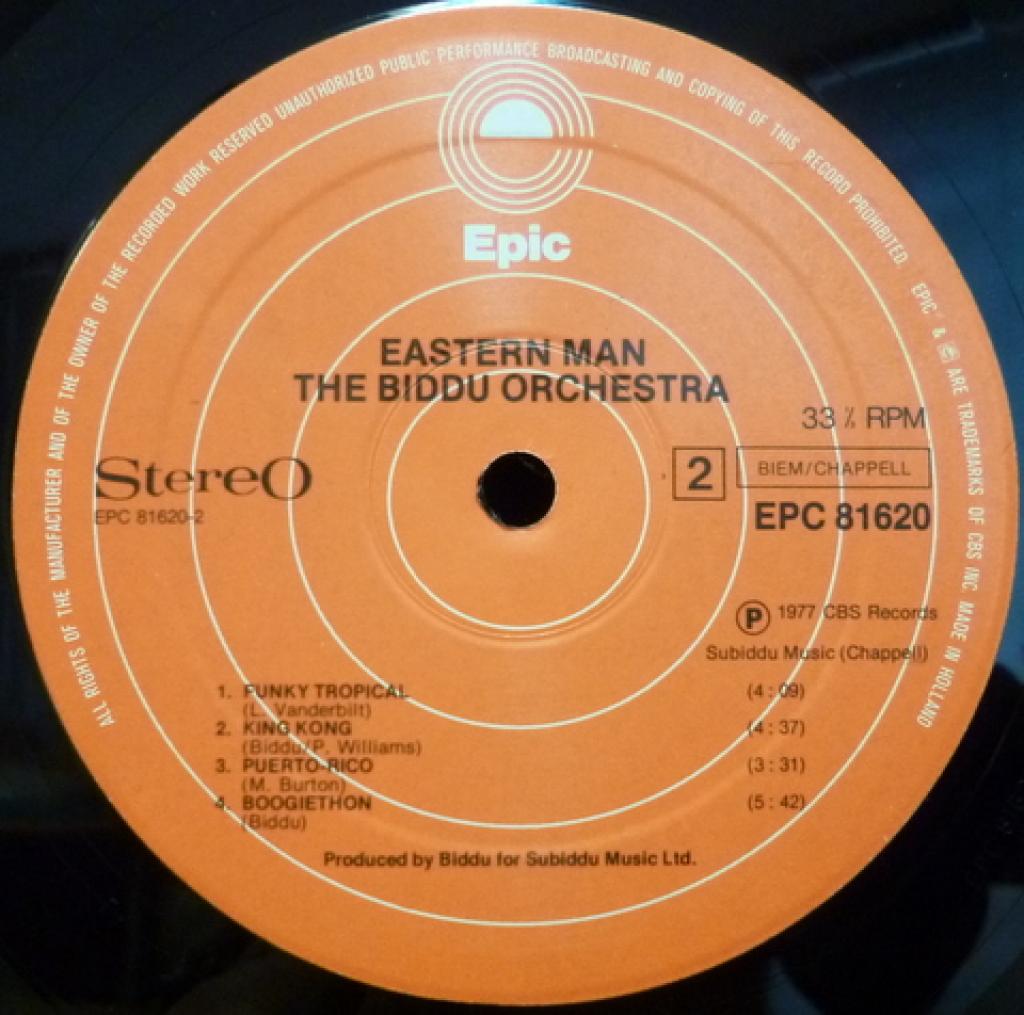 ALL RIGHTS OF THE MANUFACTURER AND OF THE OWNER OF THE RECORDED WORK RESERVED UNAUTHORIZED PUBLIC PERFORMANCE BROADCASTING AND COPYING OF THIS RECORD PROHIBITED. EPIC & ARE TRADEMARKS OF CBS INC. MADE IN HOLLAND
Epic
EASTERN MAN
THE BIDDU ORCHESTRA
33 ⅓ RPM
Stereo
EPC 81620-2
2
BIEM/CHAPPELL
EPC 81620
Ⓟ 1977 CBS Records
Subiddu Music (Chappell)
1. FUNKY TROPICAL (4 : 09)
(L. Vanderbilt)
2. KING KONG (4 : 37)
(Biddu/P. Williams)
3. PUERTO-RICO (3 : 31)
(M. Burton)
4. BOOGIETHON (5 : 42)
(Biddu)
Produced by Biddu for Subiddu Music Ltd.